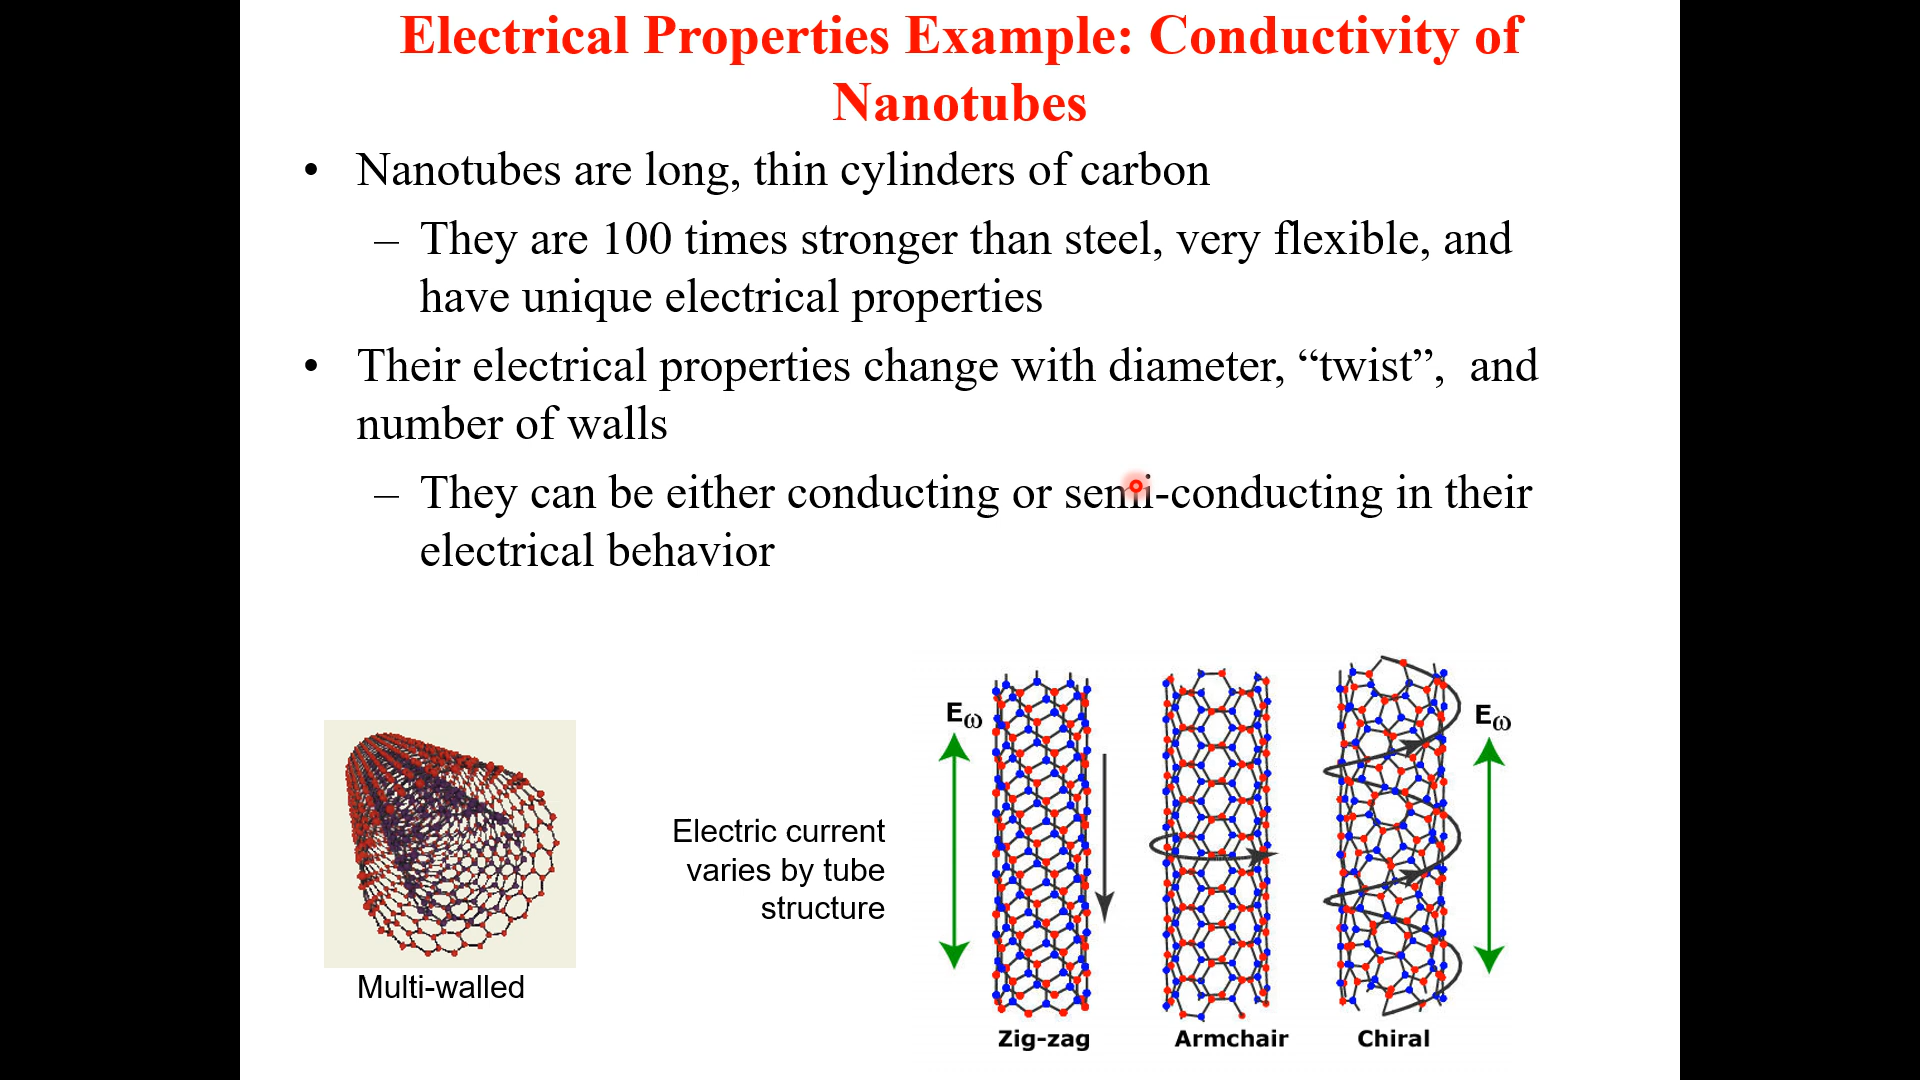 Electrical Properties Example: Conductivity of
Nanotubes
• Nanotubes are long, thin cylinders of carbon
– They are 100 times stronger than steel, very flexible, and
have unique electrical properties
• Their electrical properties change with diameter, “twist”, and
number of walls
– They can be either conducting or semi-conducting in their
electrical behavior
Multi-walled
Electric current
varies by tube
structure
Eω
Eω
Zig-zag
Armchair
Chiral